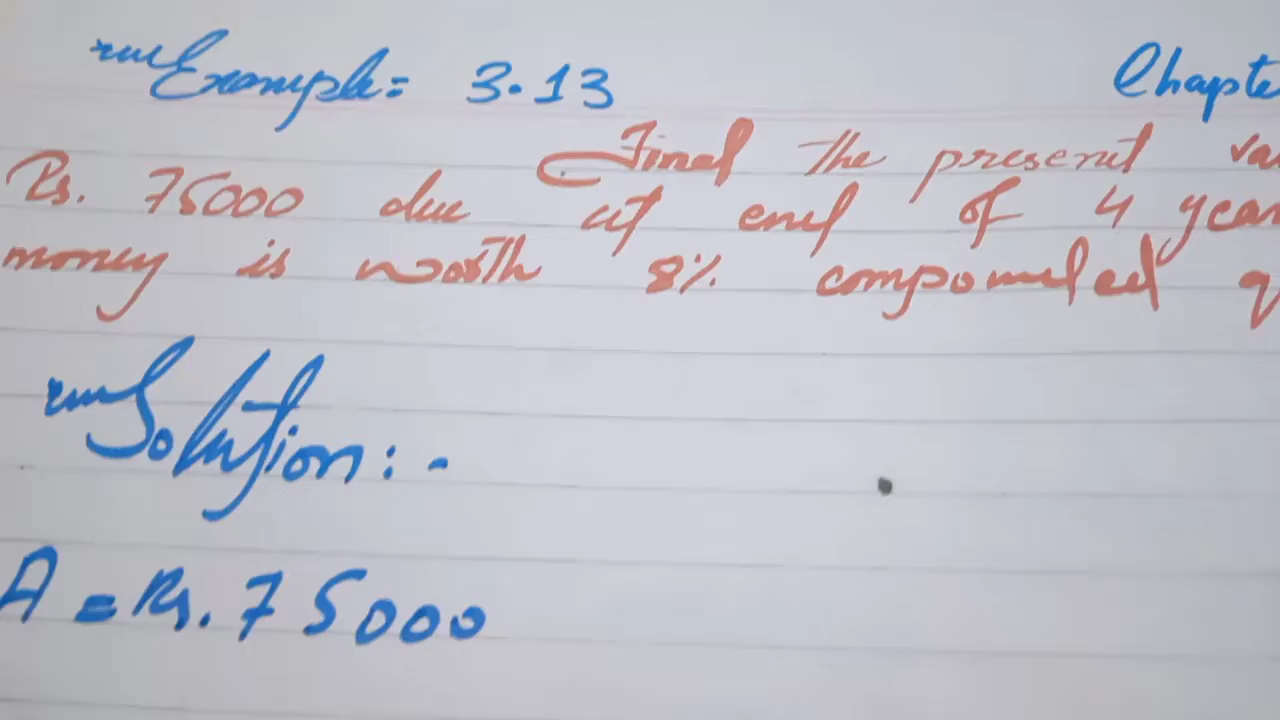 Example= 3.13
Chapte
Find the present va
Rs. 75000 due at end of 4 year
money is worth 8% compounded q
Solution:-
A = Rs. 75000